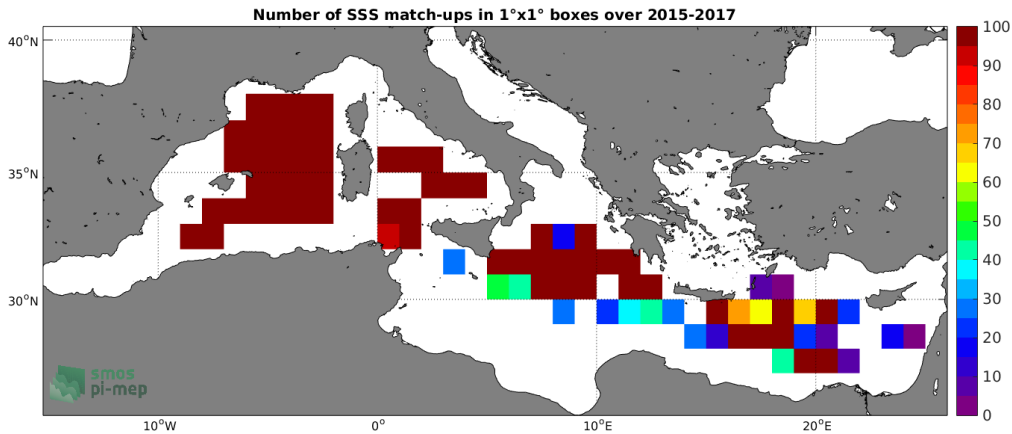 Number of SSS match-ups in 1°x1° boxes over 2015-2017
40°N
35°N
30°N
10°W
0°
10°E
20°E
100
90
80
70
60
50
40
30
20
10
0
smos
pi-mep